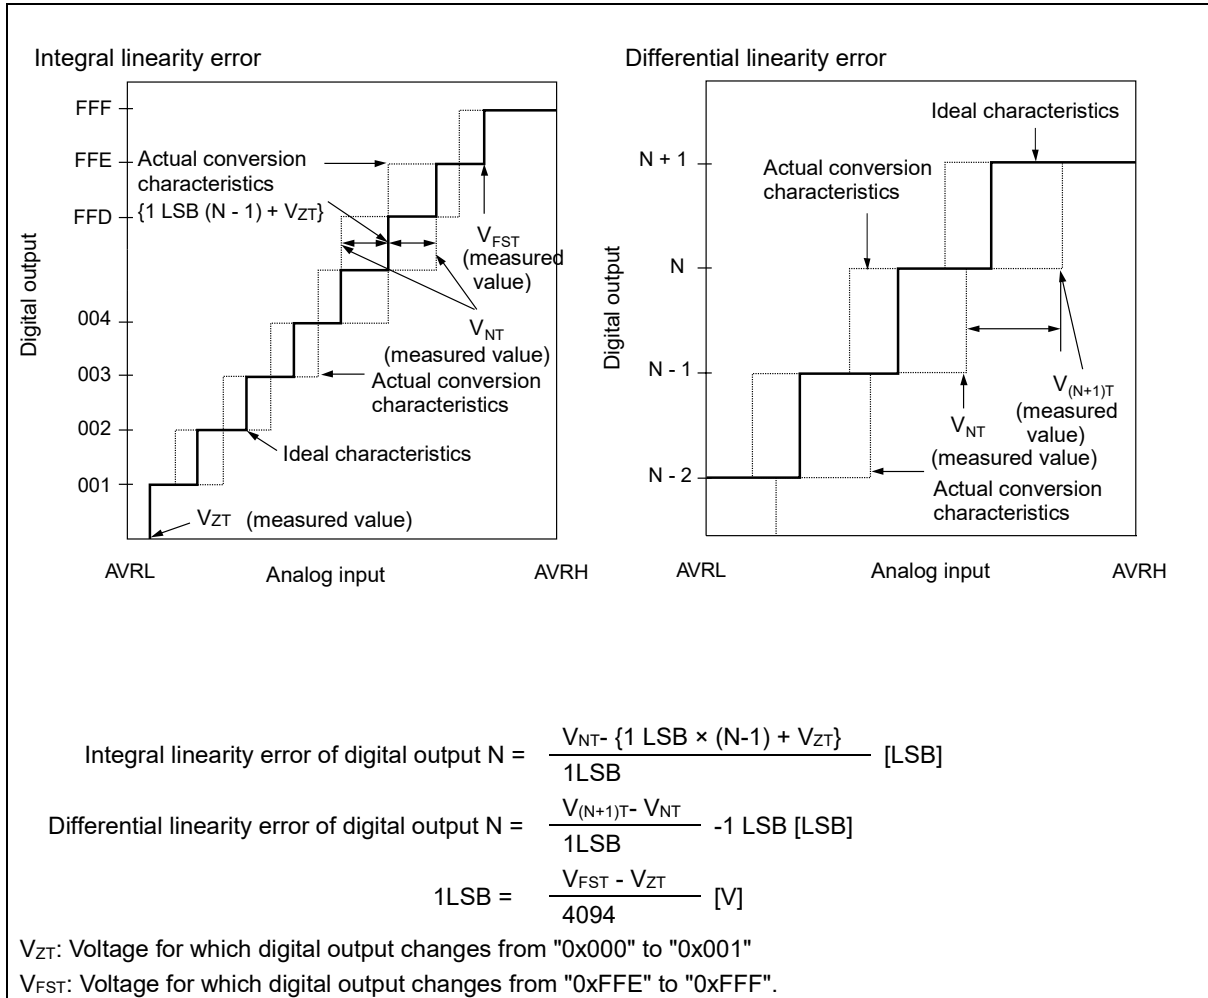 Integral linearity error
FFF
FFE
FFD
004
003
002
001
Digital output
Actual conversion
characteristics
{1 LSB (N - 1) + VZT}
VFST
(measured
value)
VNT
(measured value)
Actual conversion
characteristics
Ideal characteristics
VZT (measured value)
AVRL
Analog input
AVRH
Differential linearity error
N + 1
N
N - 1
N - 2
Digital output
Ideal characteristics
Actual conversion
characteristics
V(N+1)T
(measured
value)
VNT
(measured value)
Actual conversion
characteristics
AVRL
Analog input
AVRH
Integral linearity error of digital output N =
VNT- {1 LSB × (N-1) + VZT}
1LSB
[LSB]
Differential linearity error of digital output N =
V(N+1)T- VNT
1LSB
-1 LSB [LSB]
1LSB =
VFST - VZT
4094
[V]
VZT: Voltage for which digital output changes from "0x000" to "0x001"
VFST: Voltage for which digital output changes from "0xFFE" to "0xFFF".